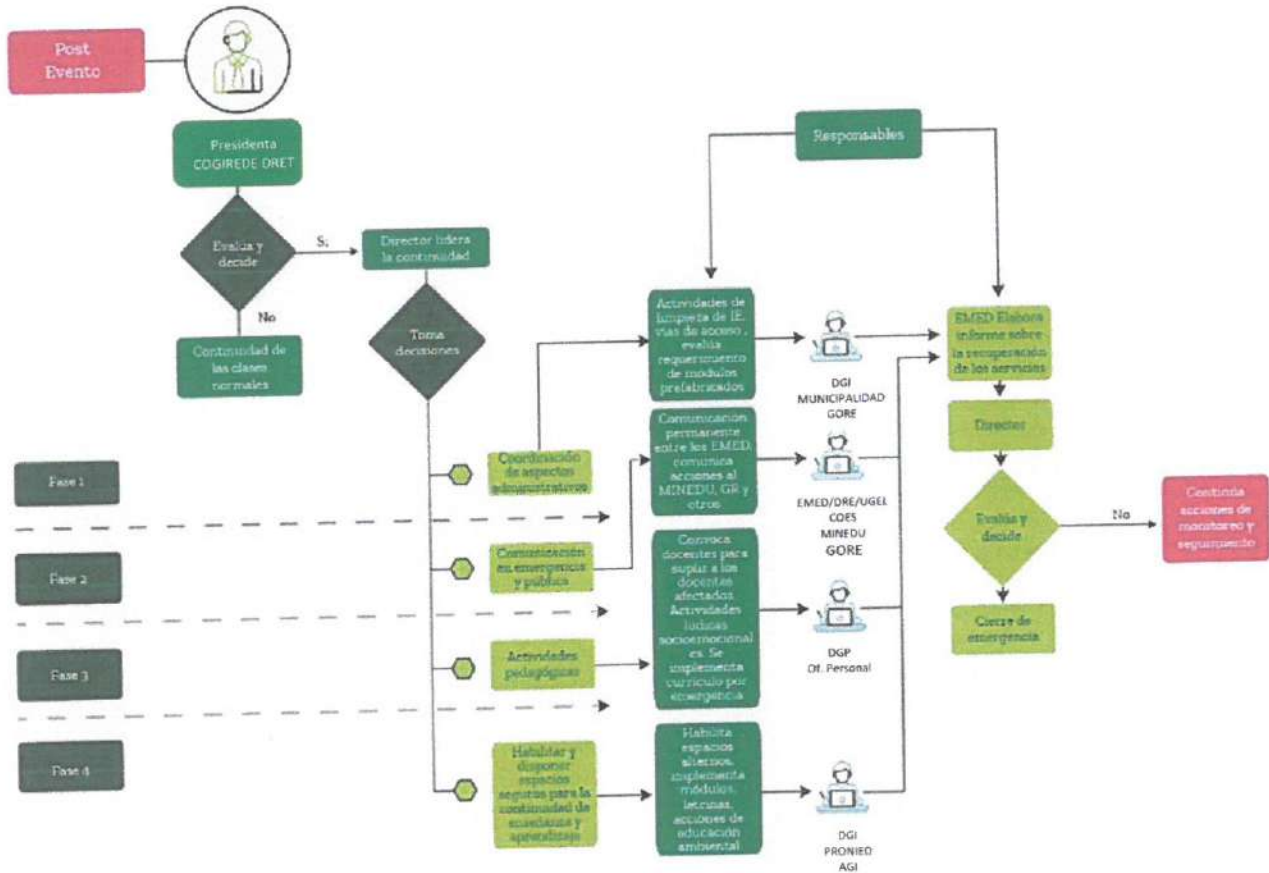 Post
Evento
Presidenta
COGIREDE DRET
Evalúa y
decide
Si
No
Continuidad de
las clases
normales
Director lidera
la continuidad
Toma
decisiones
Responsables
Fase 1
Fase 2
Fase 3
Fase 4
Coordinación
de aspectos
administrativos
Comunicación
en emergencia
y pública
Actividades
pedagógicas
Habilitar y
disponer
espacios
seguros para la
continuidad de
enseñanza y
aprendizaje
Actividades de
limpieza de IE,
vías de acceso ,
evalúa
requerimiento
de módulos
prefabricados
Comunicación
permanente
entre los EMED,
comunica
acciones al
MINEDU, GR y
otros
Convoca
docentes para
suplir a los
docentes
afectados
Actividades
lúdicas
socioemocional
es. Se
implementa
currículo por
emergencia
Habilita
espacios
alternos,
implementa
módulos,
letrinas,
acciones de
educación
ambiental
DGI
MUNICIPALIDAD
GORE
EMED/DRE/UGEL
COES
MINEDU
GORE
DGP
Of. Personal
DGI
PRONIED
AGI
EMED Elabora
informe sobre
la recuperación
de los servicios
Director
Evalúa y
decide
No
Continúa
acciones de
monitoreo y
seguimiento
Cierre de
emergencia